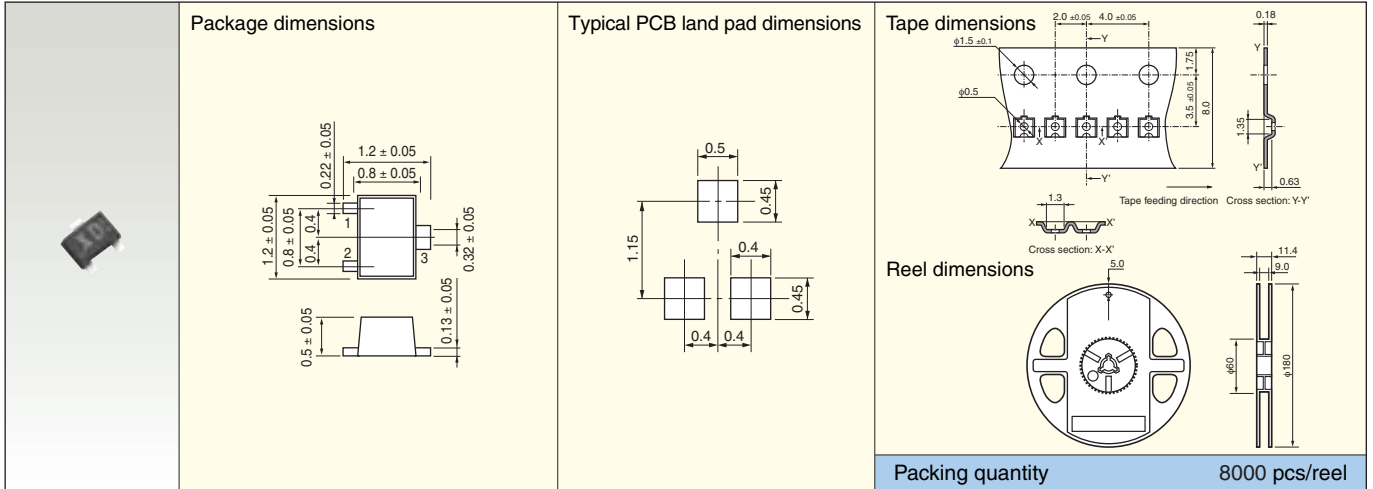 Package dimensions
1.2 ± 0.05
0.8 ± 0.05
0.22 ± 0.05
1.2 ± 0.05
0.8 ± 0.05
0.4
0.4
1
2
3
0.32 ± 0.05
0.5 ± 0.05
0.13 ± 0.05
Typical PCB land pad dimensions
0.5
0.45
1.15
0.4
0.45
0.4
0.4
Tape dimensions
2.0 ±0.05
4.0 ±0.05
0.18
φ1.5 ±0.1
Y
Y
1.75
3.5 ±0.05
8.0
φ0.5
1.35
X
X'
Y'
Y'
0.63
Tape feeding direction
Cross section: Y-Y'
1.3
X
X'
Cross section: X-X'
Reel dimensions
5.0
11.4
9.0
φ60
φ180
Packing quantity
8000 pcs/reel